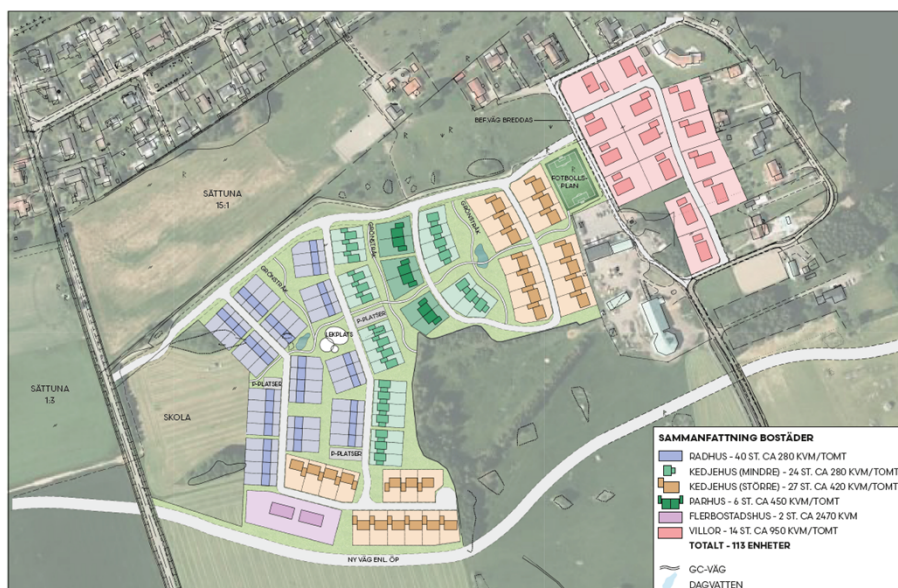 BEF.VÄG BREDDAS
FOTBOLLS-
PLAN
SÄTTUNA
15:1
GRÖNSTRÅK
GRÖNSTRÅK
GRÖNSTRÅK
P-PLATSER
LEKPLATS
SÄTTUNA
1:3
P-PLATSER
SKOLA
P-PLATSER
NY VÄG ENL. ÖP
SAMMANFATTNING BOSTÄDER
RADHUS - 40 ST. CA 280 KVM/TOMT
KEDJEHUS (MINDRE) - 24 ST. CA 280 KVM/TOMT
KEDJEHUS (STÖRRE) - 27 ST. CA 420 KVM/TOMT
PARHUS - 6 ST. CA 450 KVM/TOMT
FLERBOSTADSHUS - 2 ST. CA 2470 KVM
VILLOR - 14 ST. CA 950 KVM/TOMT
TOTALT - 113 ENHETER
GC-VÄG
DAGVATTEN